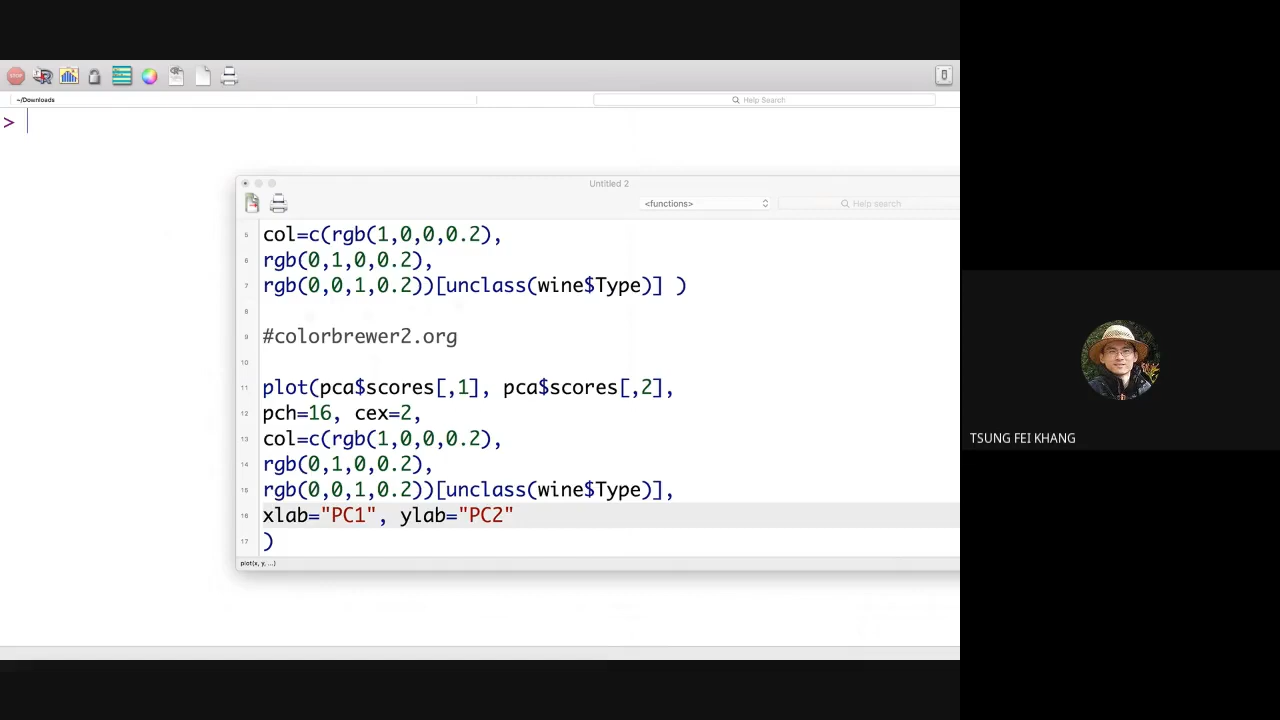 STOP
R
~/Downloads
Help Search
>
Untitled 2
<functions>
Help search
5 col=c(rgb(1,0,0,0.2),
6 rgb(0,1,0,0.2),
7 rgb(0,0,1,0.2))[unclass(wine$Type)] )
8
9 #colorbrewer2.org
10
11 plot(pca$scores[,1], pca$scores[,2],
12 pch=16, cex=2,
13 col=c(rgb(1,0,0,0.2),
14 rgb(0,1,0,0.2),
15 rgb(0,0,1,0.2))[unclass(wine$Type)],
16 xlab="PC1", ylab="PC2"
17 )
plot(x, y, ...)
TSUNG FEI KHANG